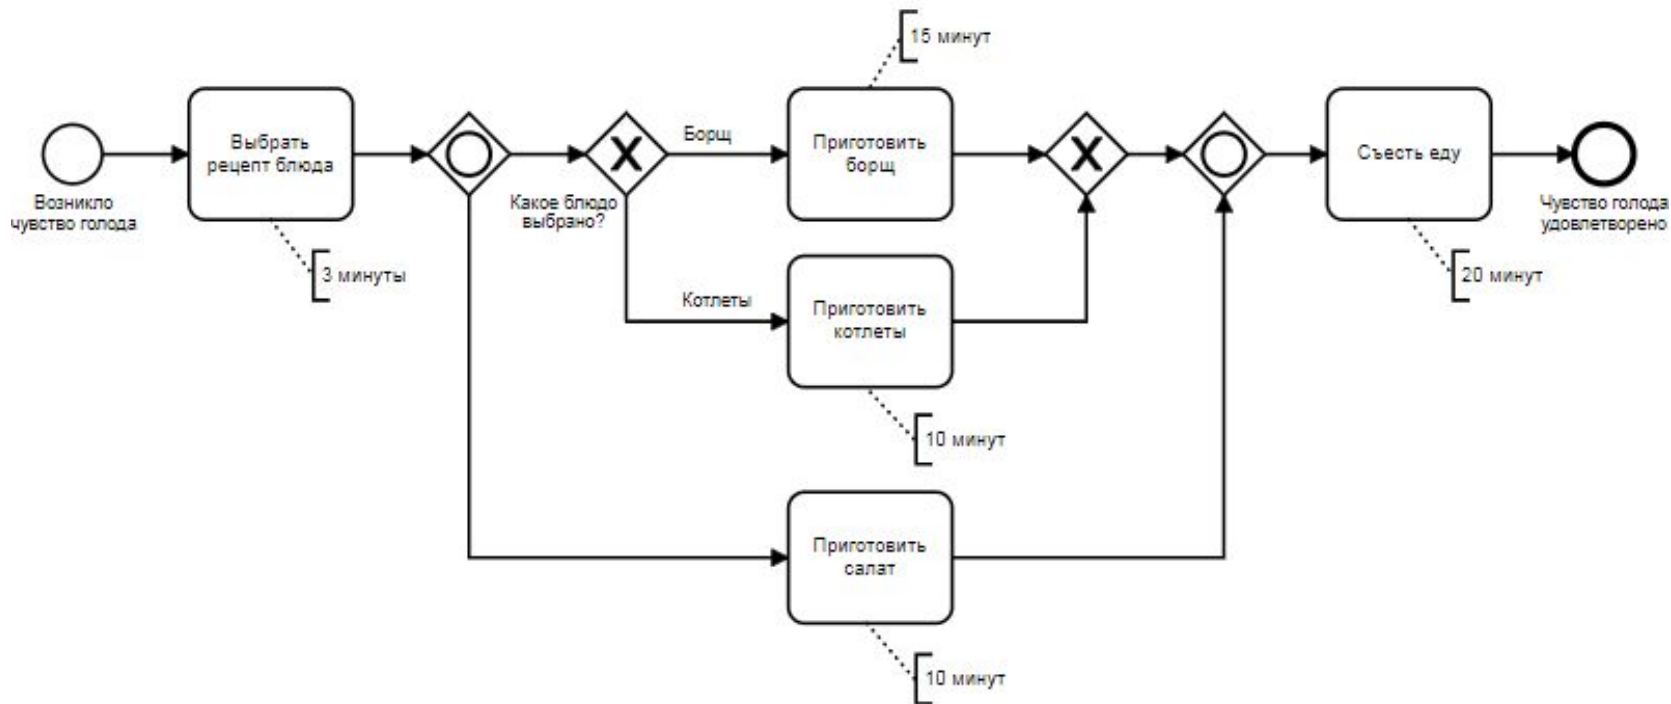 15 минут
Выбрать
рецепт блюда
Борщ
Приготовить
борщ
Съесть еду
Возникло
чувство голода
Какое блюдо
выбрано?
Чувство голода
удовлетворено
3 минуты
20 минут
Котлеты
Приготовить
котлеты
10 минут
Приготовить
салат
10 минут